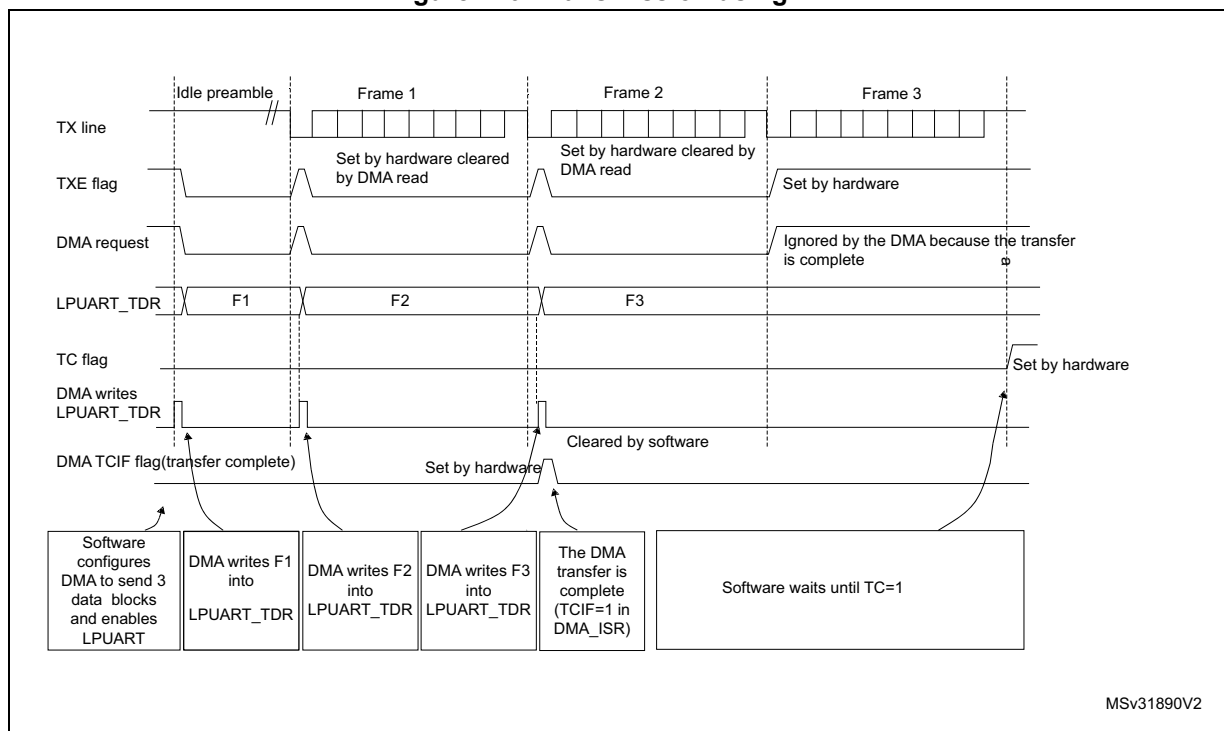 Idle preamble
Frame 1
Frame 2
Frame 3
TX line
Set by hardware cleared
by DMA read
Set by hardware cleared by
DMA read
TXE flag
Set by hardware
DMA request
Ignored by the DMA because the transfer
is complete
LPUART_TDR
F1
F2
F3
TC flag
Set by hardware
DMA writes
LPUART_TDR
Cleared by software
DMA TCIF flag(transfer complete)
Set by hardware
Software
configures
DMA to send 3
data blocks
and enables
LPUART
DMA writes F1
into
LPUART_TDR
DMA writes F2
into
LPUART_TDR
DMA writes F3
into
LPUART_TDR
The DMA
transfer is
complete
(TCIF=1 in
DMA_ISR)
Software waits until TC=1
MSv31890V2